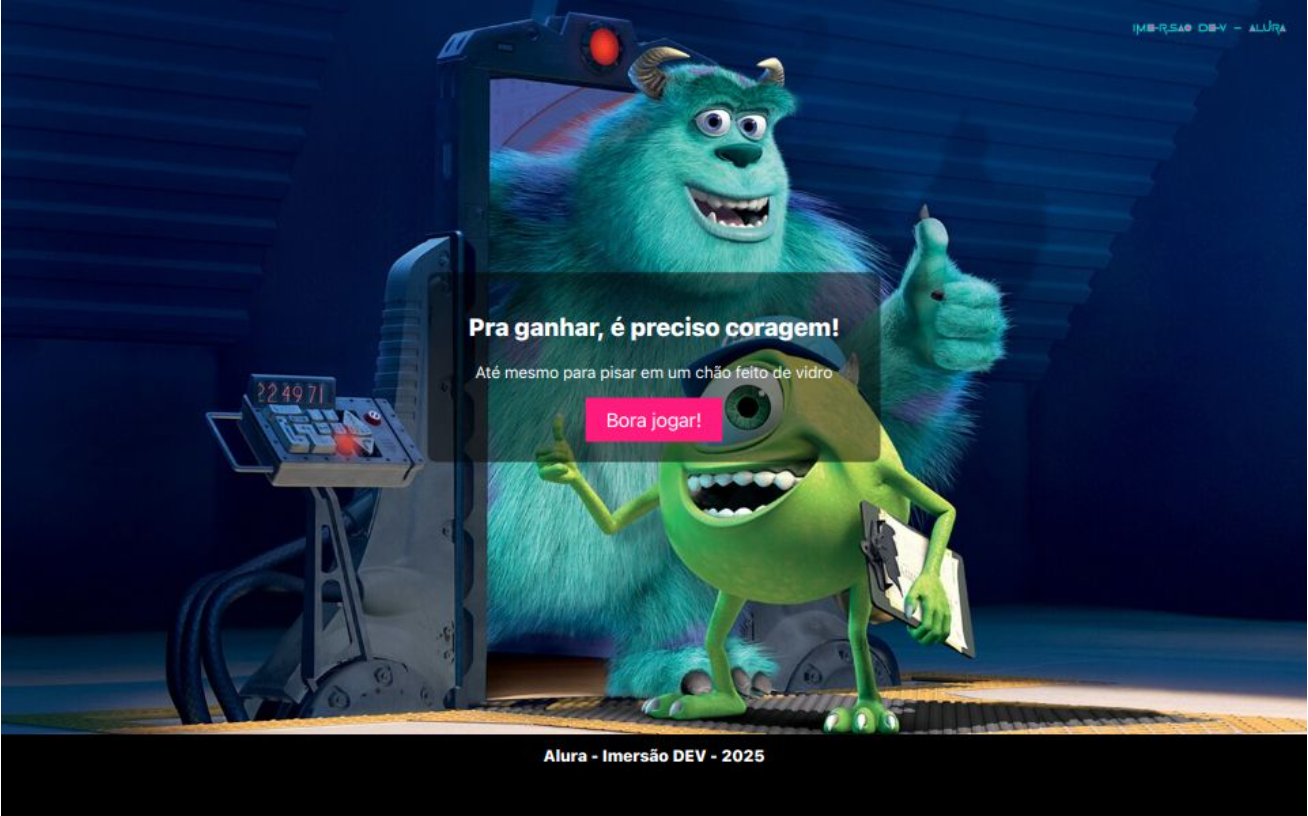 IMERSAO DEV - ALURA
Pra ganhar, é preciso coragem!
Até mesmo para pisar em um chão feito de vidro
224971
Bora jogar!
Alura - Imersão DEV - 2025